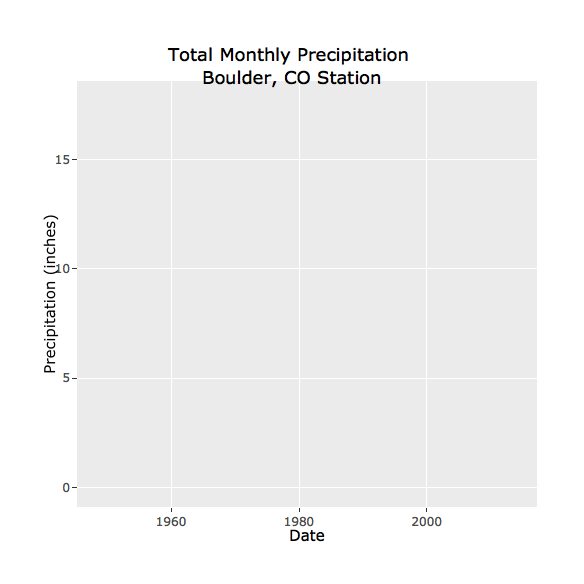 Total Monthly Precipitation
Boulder, CO Station
Precipitation (inches)
15
10
5
0
1960
1980
2000
Date